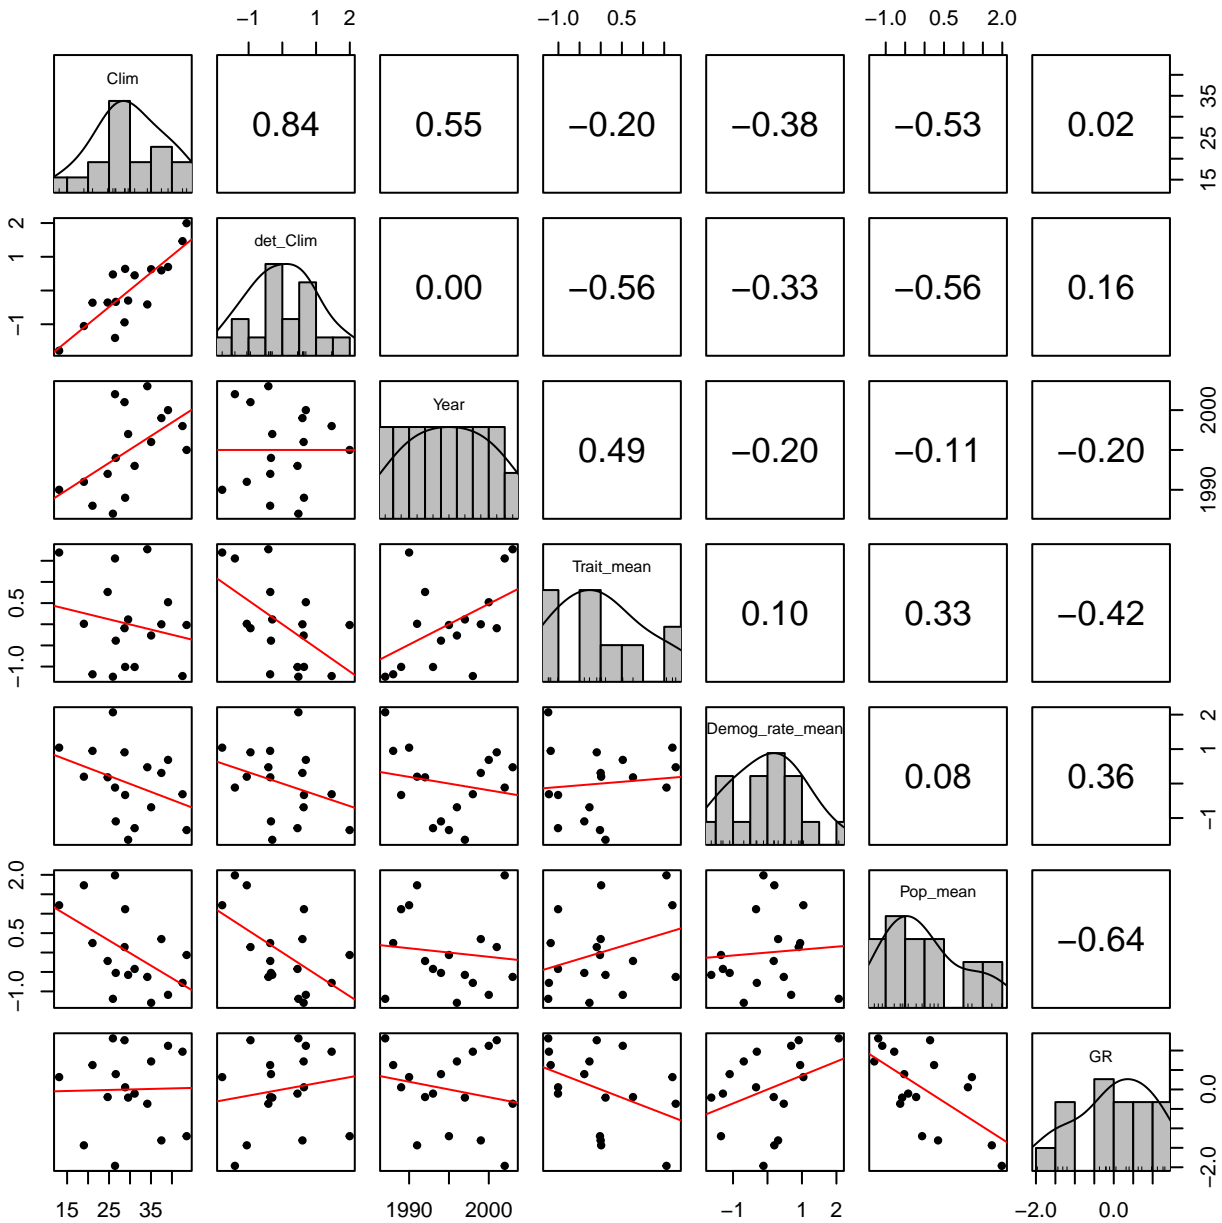 −1 1 2 −1.0 0.5 −1.0 0.5 2.0
Clim 0.84 0.55 −0.20 −0.38 −0.53 0.02 15 25 35
−1 1 2 det_Clim 0.00 −0.56 −0.33 −0.56 0.16
Year 0.49 −0.20 −0.11 −0.20 1990 2000
−1.0 0.5 Trait_mean 0.10 0.33 −0.42
Demog_rate_mean 0.08 0.36 −1 1 2
−1.0 0.5 2.0 Pop_mean −0.64
GR −2.0 0.0
15 25 35 1990 2000 −1 1 2 −2.0 0.0